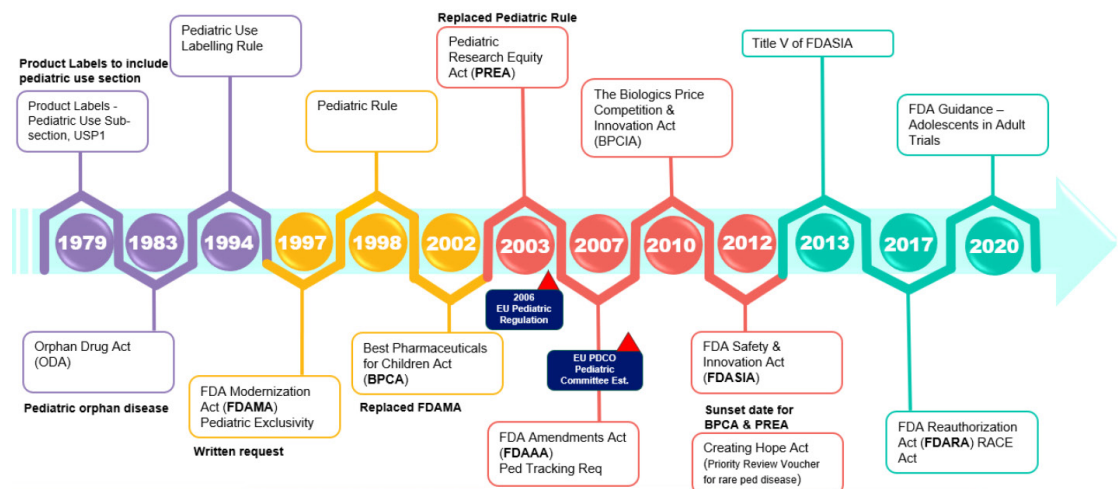 Replaced Pediatric Rule
Pediatric Use
Labelling Rule
Product Labels to include
pediatric use section
Product Labels -
Pediatric Use Sub-
section, USP1
Pediatric Rule
Pediatric
Research Equity
Act (PREA)
The Biologics Price
Competition &
Innovation Act
(BPCIA)
Title V of FDASIA
FDA Guidance –
Adolescents in Adult
Trials
1979
1983
1994
1997
1998
2002
2003
2007
2010
2012
2013
2017
2020
2006
EU Pediatric
Regulation
EU PDCO
Pediatric
Committee Est.
Orphan Drug Act
(ODA)
Pediatric orphan disease
FDA Modernization
Act (FDAMA)
Pediatric Exclusivity
Written request
Best Pharmaceuticals
for Children Act
(BPCA)
Replaced FDAMA
FDA Amendments Act
(FDAAA)
Ped Tracking Req
FDA Safety &
Innovation Act
(FDASIA)
Sunset date for
BPCA & PREA
Creating Hope Act
(Priority Review Voucher
for rare ped disease)
FDA Reauthorization
Act (FDARA) RACE
Act